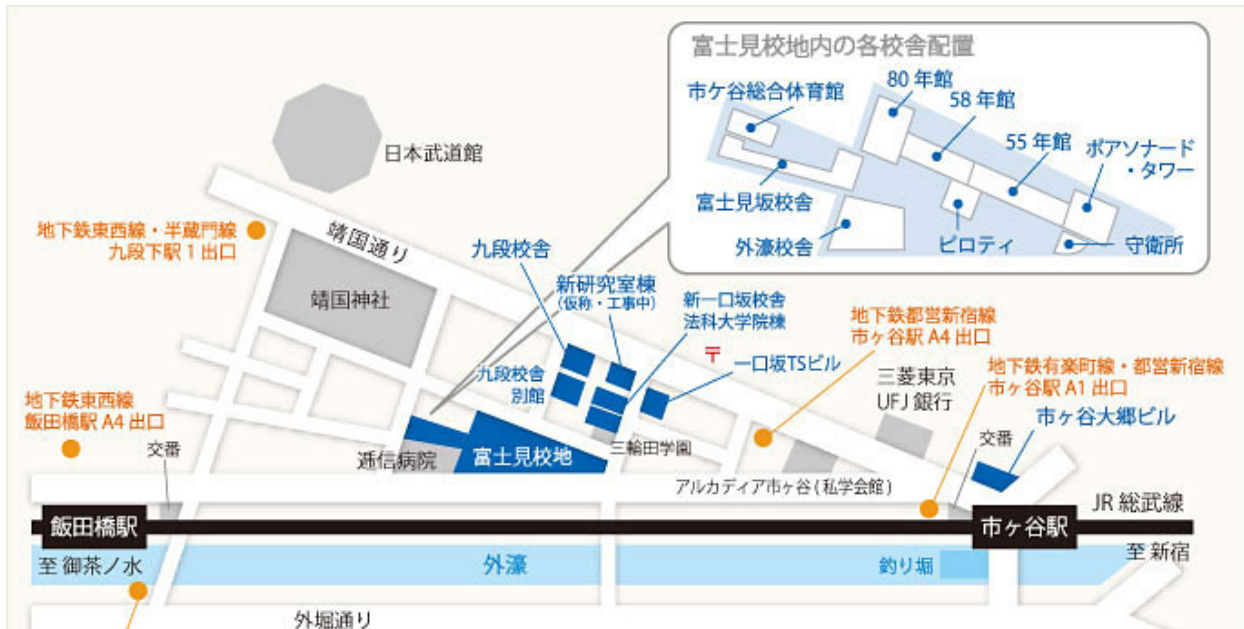 富士見校地内の各校舎配置
80 年館
市ケ谷総合体育館
58 年館
55 年館
ボアソナード
・タワー
富士見坂校舎
外濠校舎
ピロティ
守衛所
日本武道館
地下鉄東西線・半蔵門線
九段下駅 1 出口
靖国通り
九段校舎
新研究室棟
(仮称・工事中)
靖国神社
新一口坂校舎
法科大学院棟
地下鉄都営新宿線
市ヶ谷駅 A4 出口
〒
一口坂TSビル
地下鉄有楽町線・都営新宿線
市ヶ谷駅 A1 出口
九段校舎
別館
三菱東京
UFJ 銀行
地下鉄東西線
飯田橋駅 A4 出口
市ヶ谷大郷ビル
交番
逓信病院
富士見校地
三輪田学園
交番
アルカディア市ヶ谷 ( 私学会館 )
JR 総武線
飯田橋駅
市ヶ谷駅
至 御茶ノ水
外濠
釣り堀
至 新宿
外堀通り